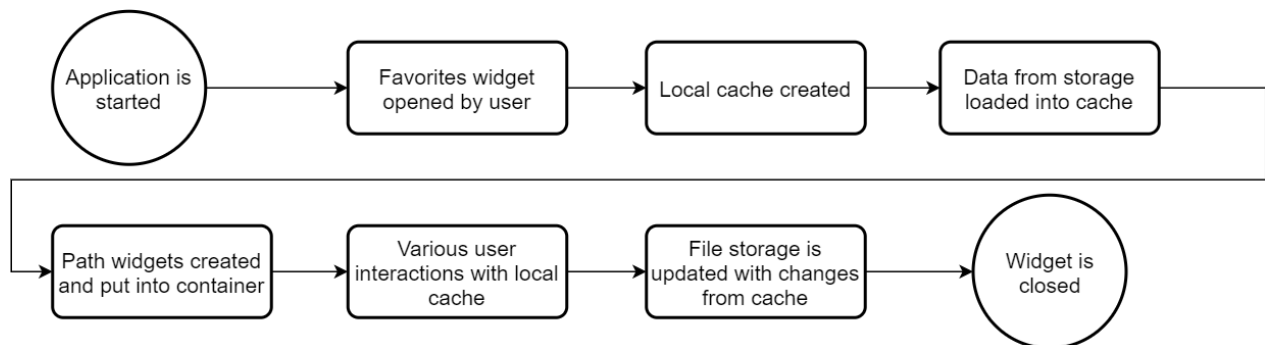 Application is
started
Favorites widget
opened by user
Local cache created
Data from storage
loaded into cache
Path widgets created
and put into container
Various user
interactions with local
cache
File storage is
updated with changes
from cache
Widget is
closed